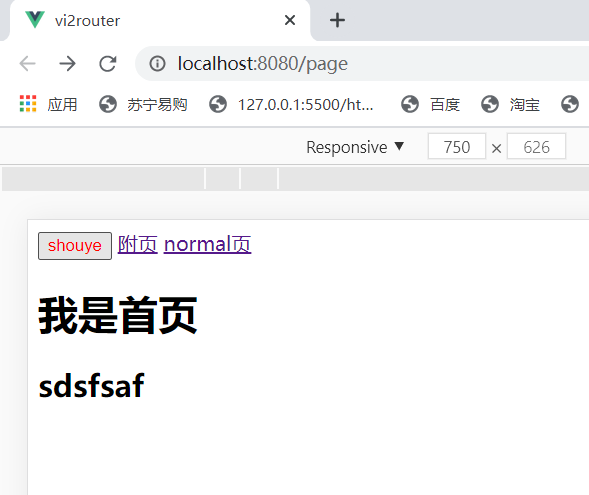 vi2router
localhost:8080/page
应用 苏宁易购 127.0.0.1:5500/ht... 百度 淘宝
Responsive ▼ 750 × 626
shouye 附页 normal页
我是首页
sdsfsaf